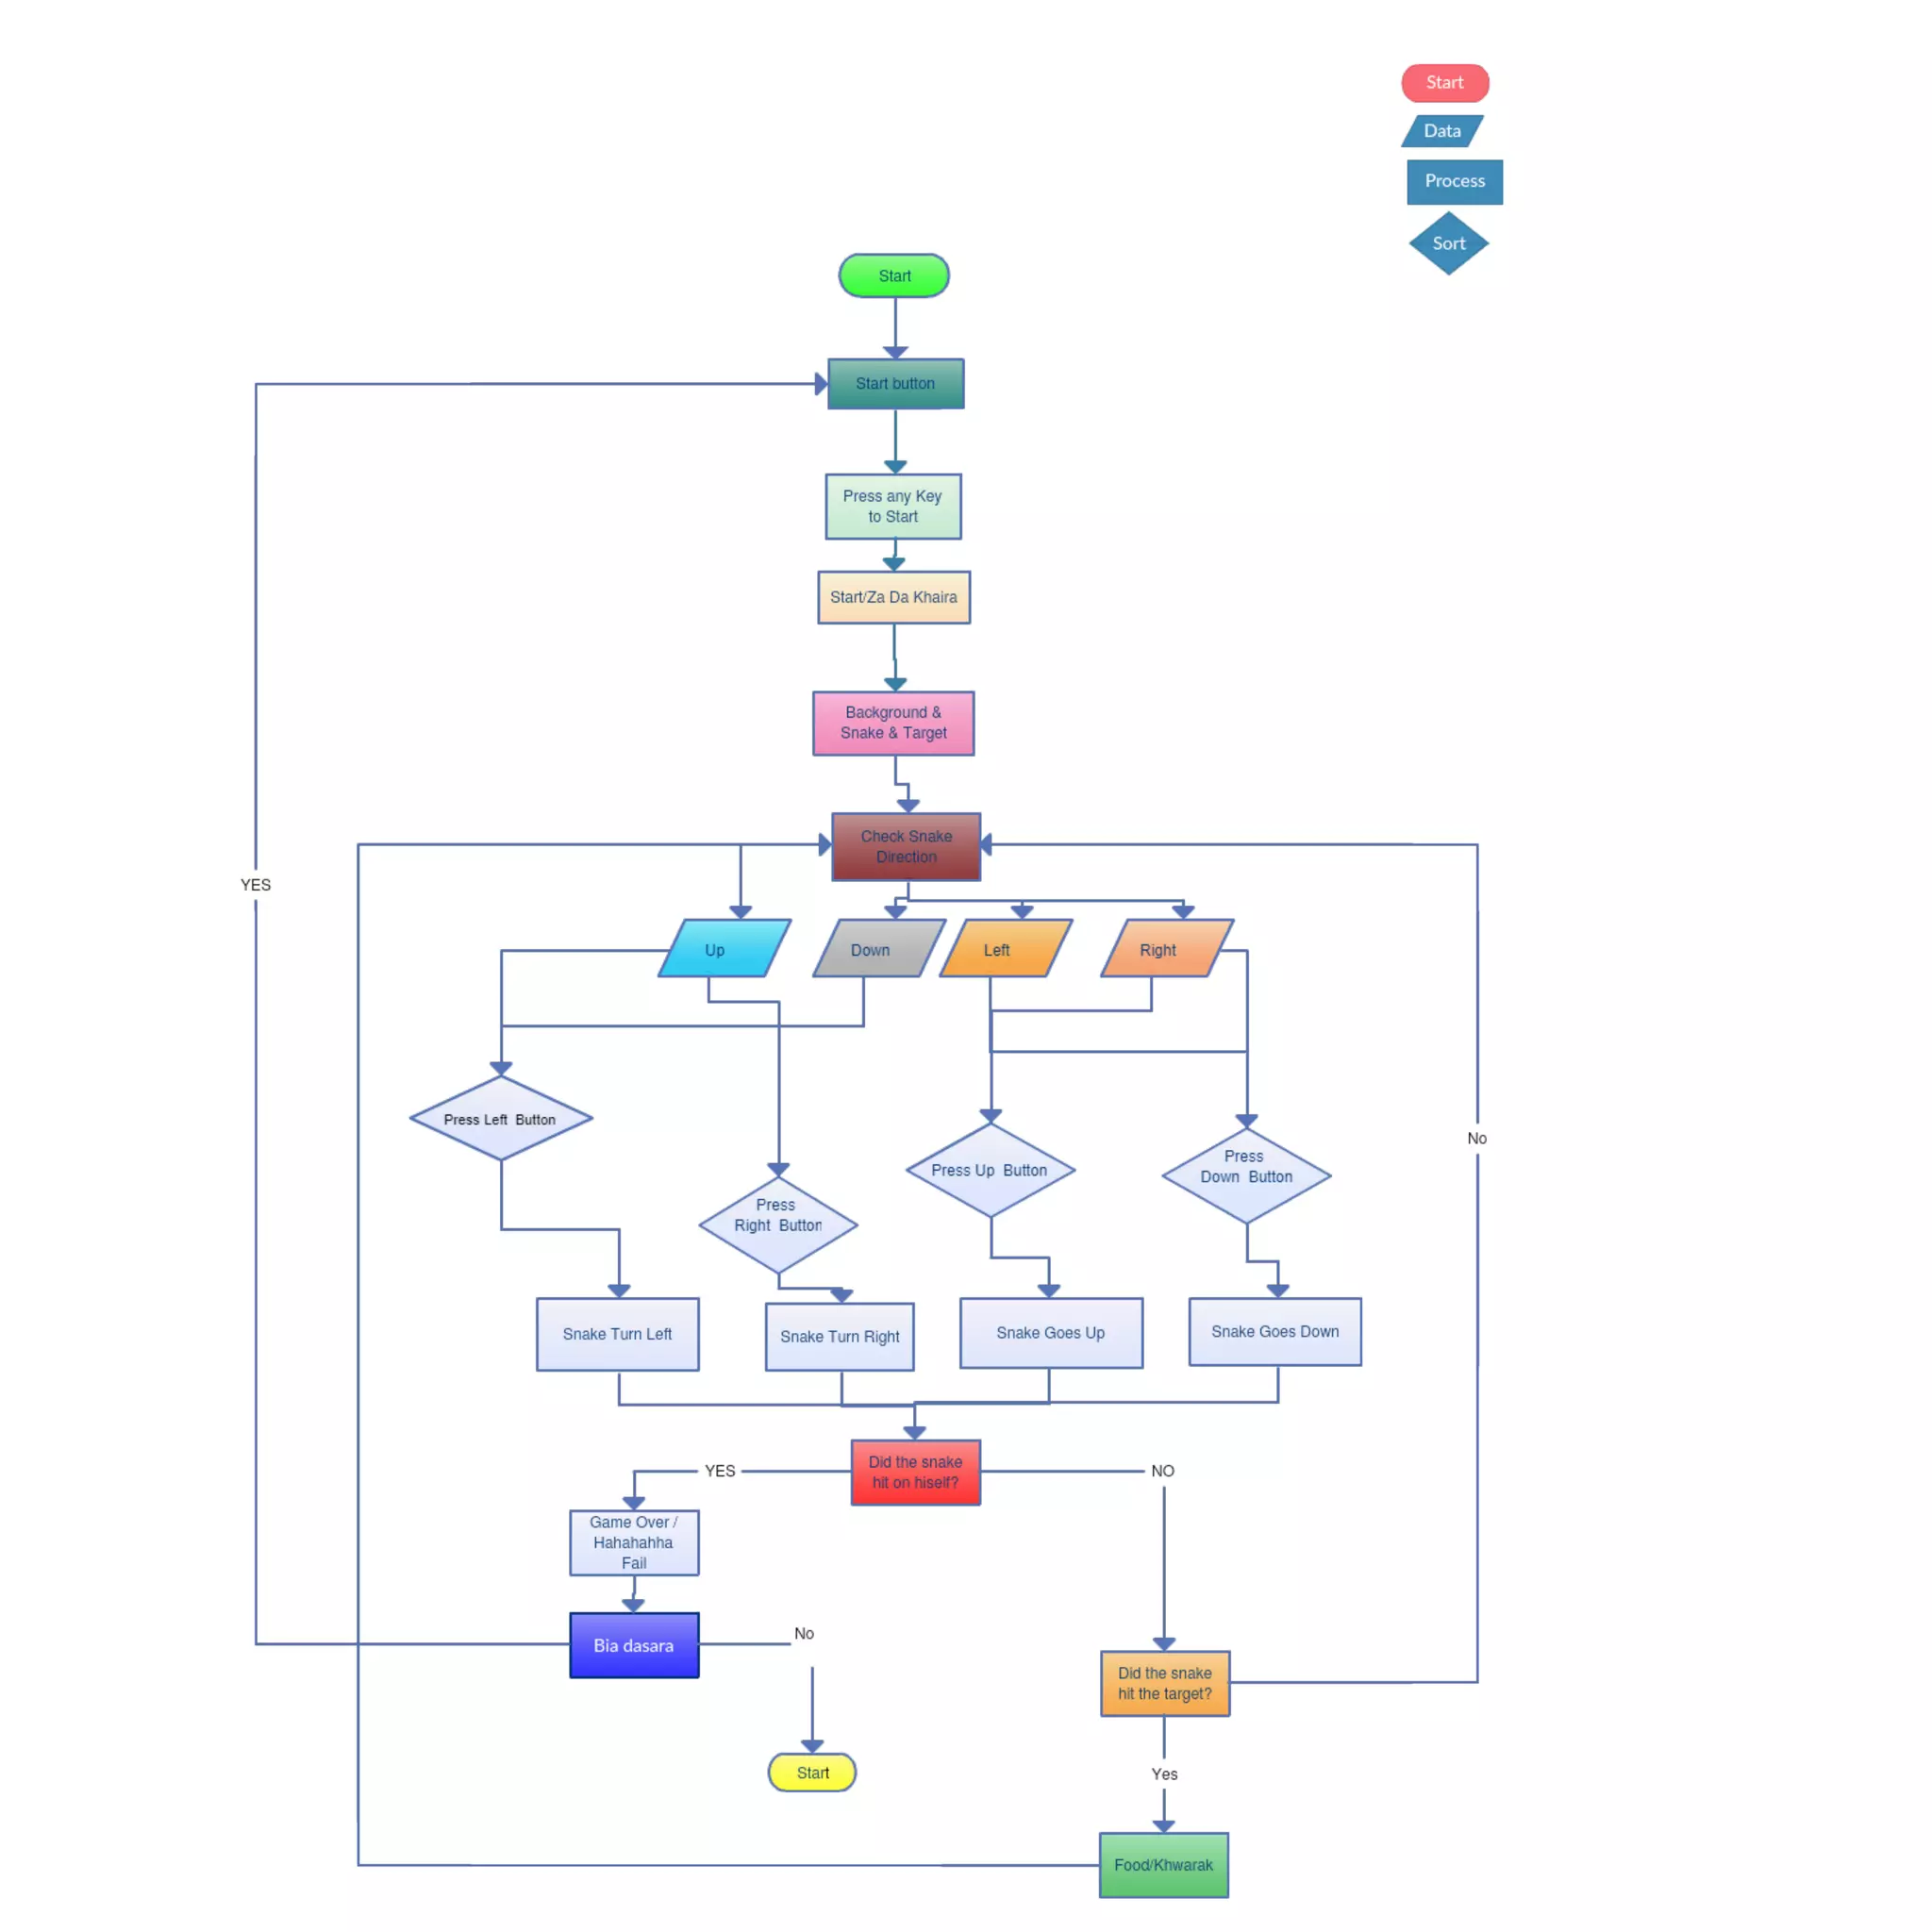 Start
Data
Process
Sort
Start
Start button
Press any Key
to Start
Start/Za Da Khaira
Background &
Snake & Target
Check Snake
Direction
YES
Up
Down
Left
Right
Press Left  Button
Press
Right  Button
Press Up  Button
Press
Down  Button
No
Snake Turn Left
Snake Turn Right
Snake Goes Up
Snake Goes Down
Did the snake
hit on hiself?
YES
NO
Game Over /
Hahahahha
Fail
Bia dasara
No
Did the snake
hit the target?
Start
Yes
Food/Khwarak